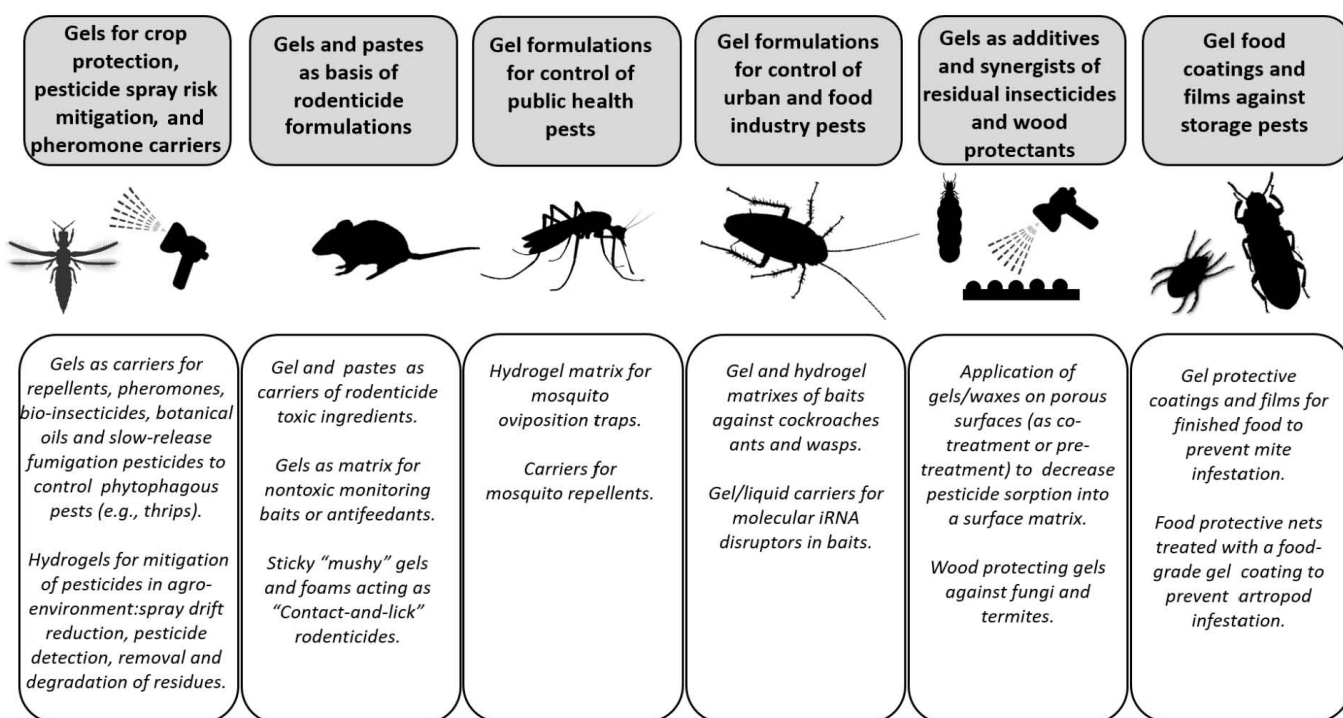 Gels for crop
protection,
pesticide spray risk
mitigation, and
pheromone carriers
Gels and pastes
as basis of
rodenticide
formulations
Gel formulations
for control of
public health
pests
Gel formulations
for control of
urban and food
industry pests
Gels as additives
and synergists of
residual insecticides
and wood
protectants
Gel food
coatings and
films against
storage pests
Gels as carriers for
repellents, pheromones,
bio-insecticides, botanical
oils and slow-release
fumigation pesticides to
control phytophagous
pests (e.g., thrips).
Hydrogels for mitigation
of pesticides in agro-
environment:spray drift
reduction, pesticide
detection, removal and
degradation of residues.
Gel and pastes as
carriers of rodenticide
toxic ingredients.
Gels as matrix for
nontoxic monitoring
baits or antifeedants.
Sticky “mushy” gels
and foams acting as
“Contact-and-lick”
rodenticides.
Hydrogel matrix for
mosquito
oviposition traps.
Carriers for
mosquito repellents.
Gel and hydrogel
matrixes of baits
against cockroaches
ants and wasps.
Gel/liquid carriers for
molecular iRNA
disruptors in baits.
Application of
gels/waxes on porous
surfaces (as co-
treatment or pre-
treatment) to decrease
pesticide sorption into
a surface matrix.
Wood protecting gels
against fungi and
termites.
Gel protective
coatings and films for
finished food to
prevent mite
infestation.
Food protective nets
treated with a food-
grade gel coating to
prevent artropod
infestation.